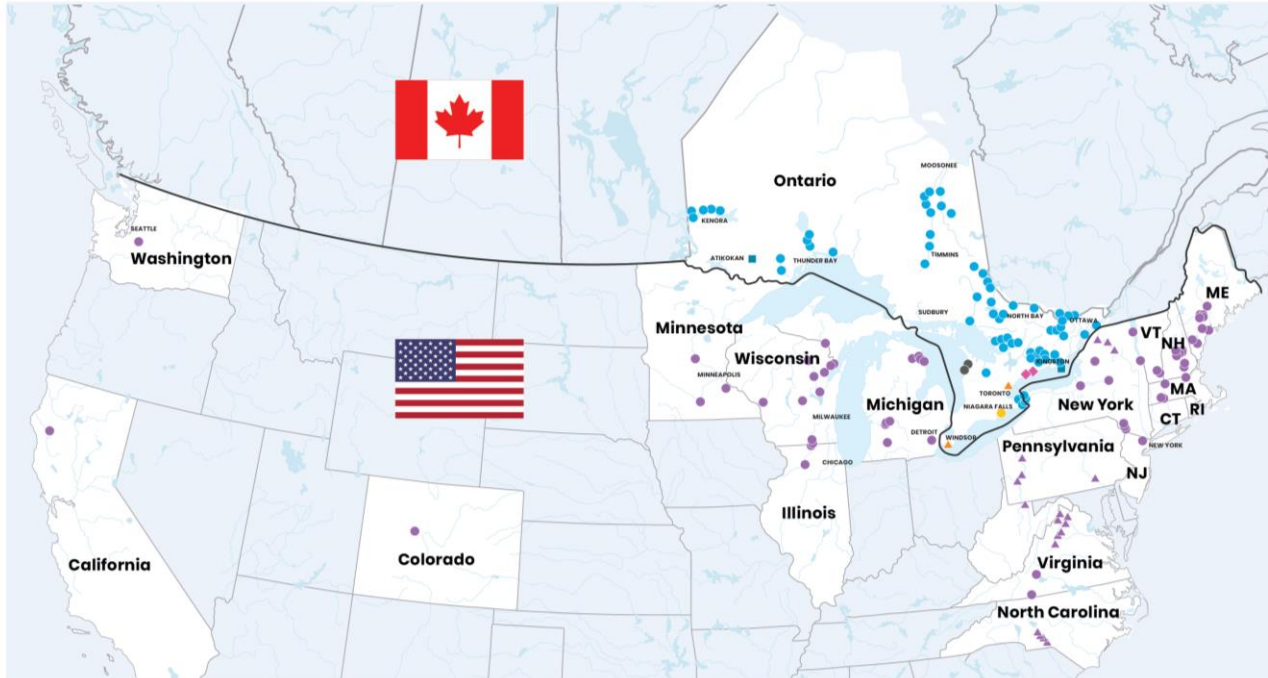 MOOSONEE
Ontario
KENORA
SEATTLE
Washington
ATIKOKAN
THUNDER BAY
TIMMINS
ME
SUDBURY
NORTH BAY
OTTAWA
Minnesota
VT
NH
Wisconsin
KINGSTON
MINNEAPOLIS
TORONTO
MA
Michigan
NIAGARA FALLS
New York
RI
MILWAUKEE
CT
DETROIT
WINDSOR
Pennsylvania
NEW YORK
CHICAGO
NJ
Illinois
Colorado
California
Virginia
North Carolina